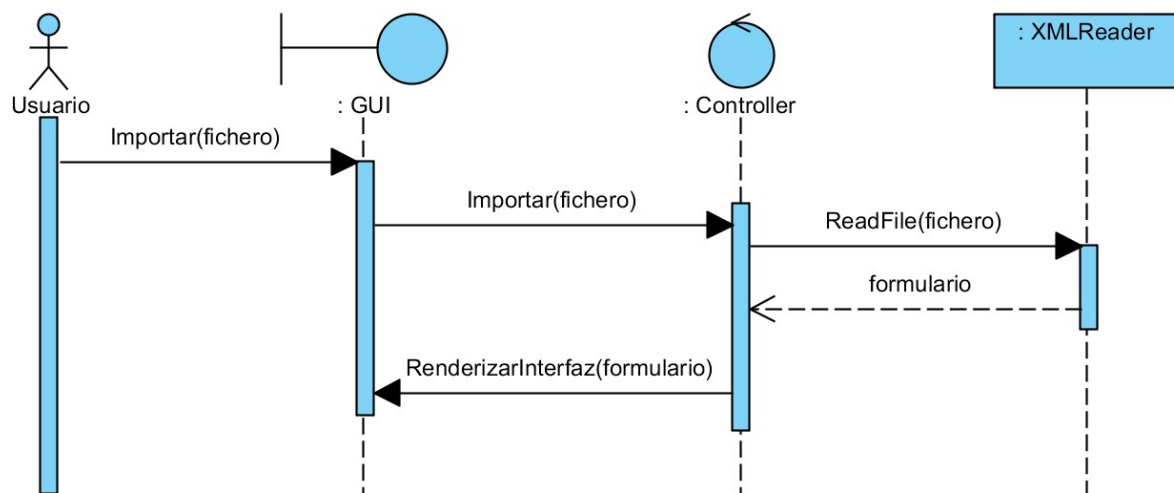 : XMLReader
Usuario
: GUI
: Controller
Importar(fichero)
Importar(fichero)
ReadFile(fichero)
formulario
RenderizarInterfaz(formulario)